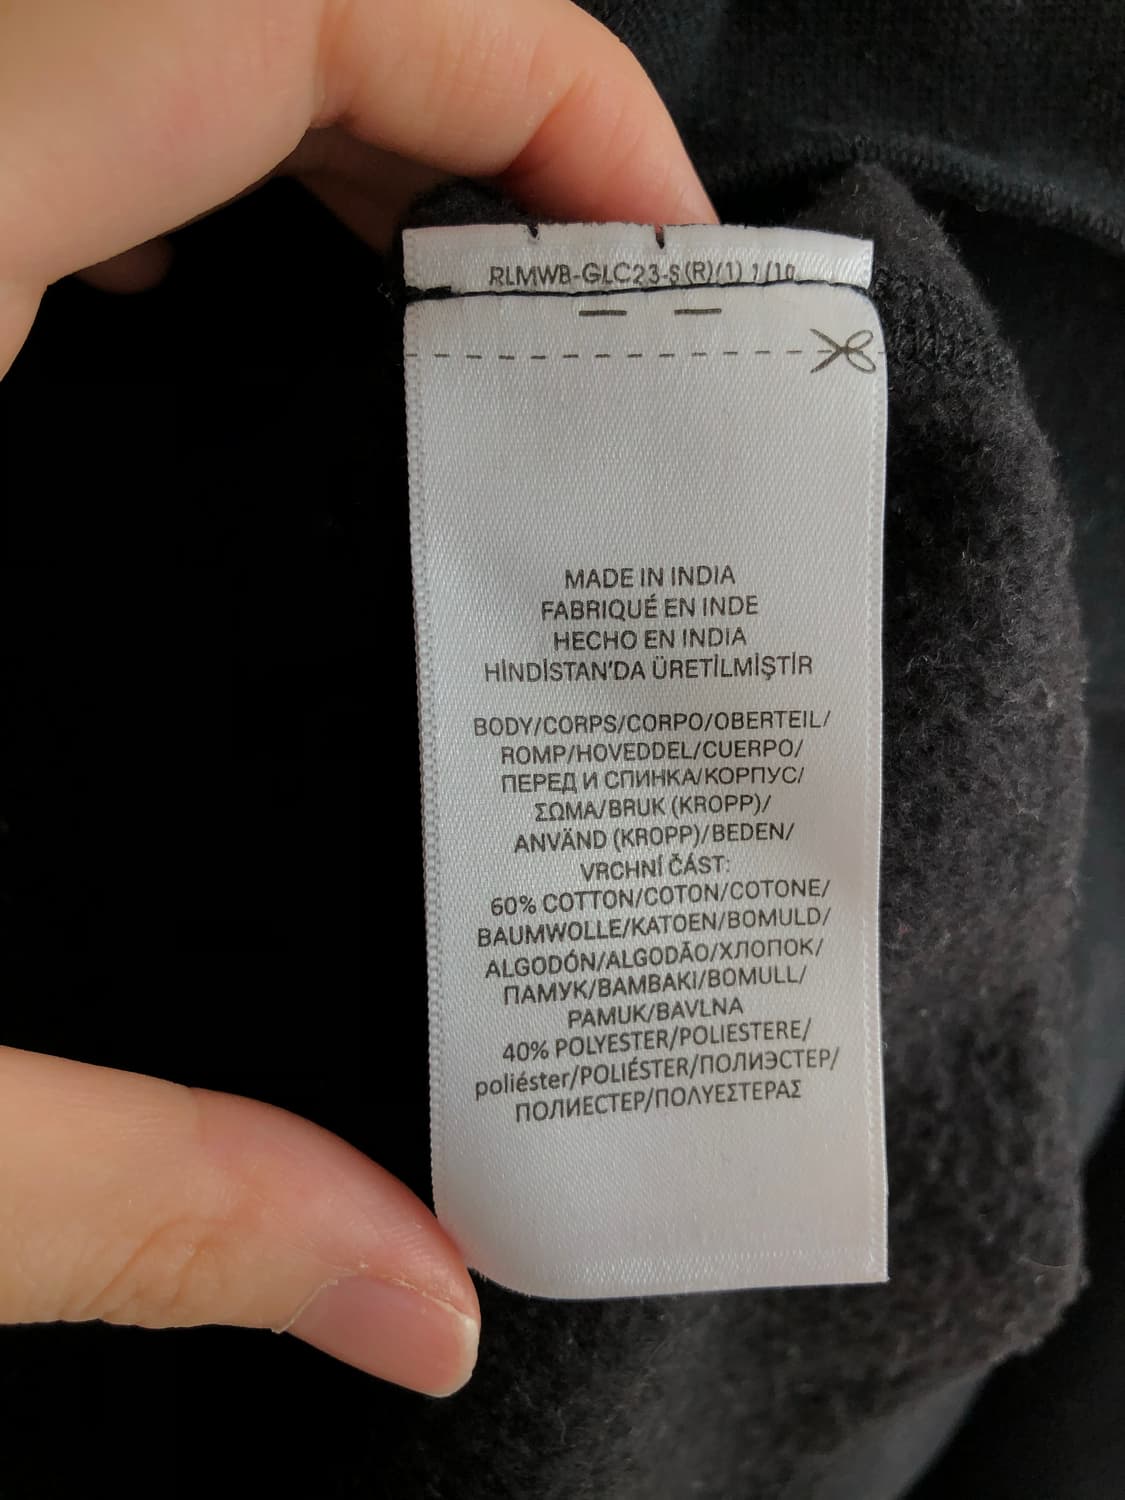 RLMWB-GLC23-S(R)(1) 1/10
MADE IN INDIA
FABRIQUÉ EN INDE
HECHO EN INDIA
HİNDİSTAN'DA ÜRETİLMİŞTİR
BODY/CORPS/CORPO/OBERTEIL/
ROMP/HOVEDDEL/CUERPO/
ПЕРЕД И СПИНКА/КОРПУС/
ΣΩΜΑ/BRUK (KROPP)/
ANVÄND (KROPP)/BEDEN/
VRCHNÍ ČÁST:
60% COTTON/COTON/COTONE/
BAUMWOLLE/KATOEN/BOMULD/
ALGODÓN/ALGODÃO/ХЛОПОК/
ПАМУК/BAMBAKI/BOMULL/
PAMUK/BAVLNA
40% POLYESTER/POLIESTERE/
poliéster/POLIÉSTER/ПОЛИЭСТЕР/
ПОЛИЕСТЕР/ΠΟΛΥΕΣΤΕΡΑΣ